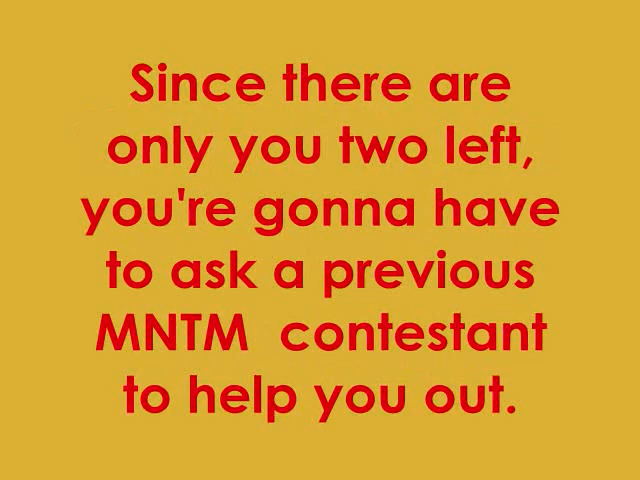 Since there are
only you two left,
you're gonna have
to ask a previous
MNTM  contestant
to help you out.